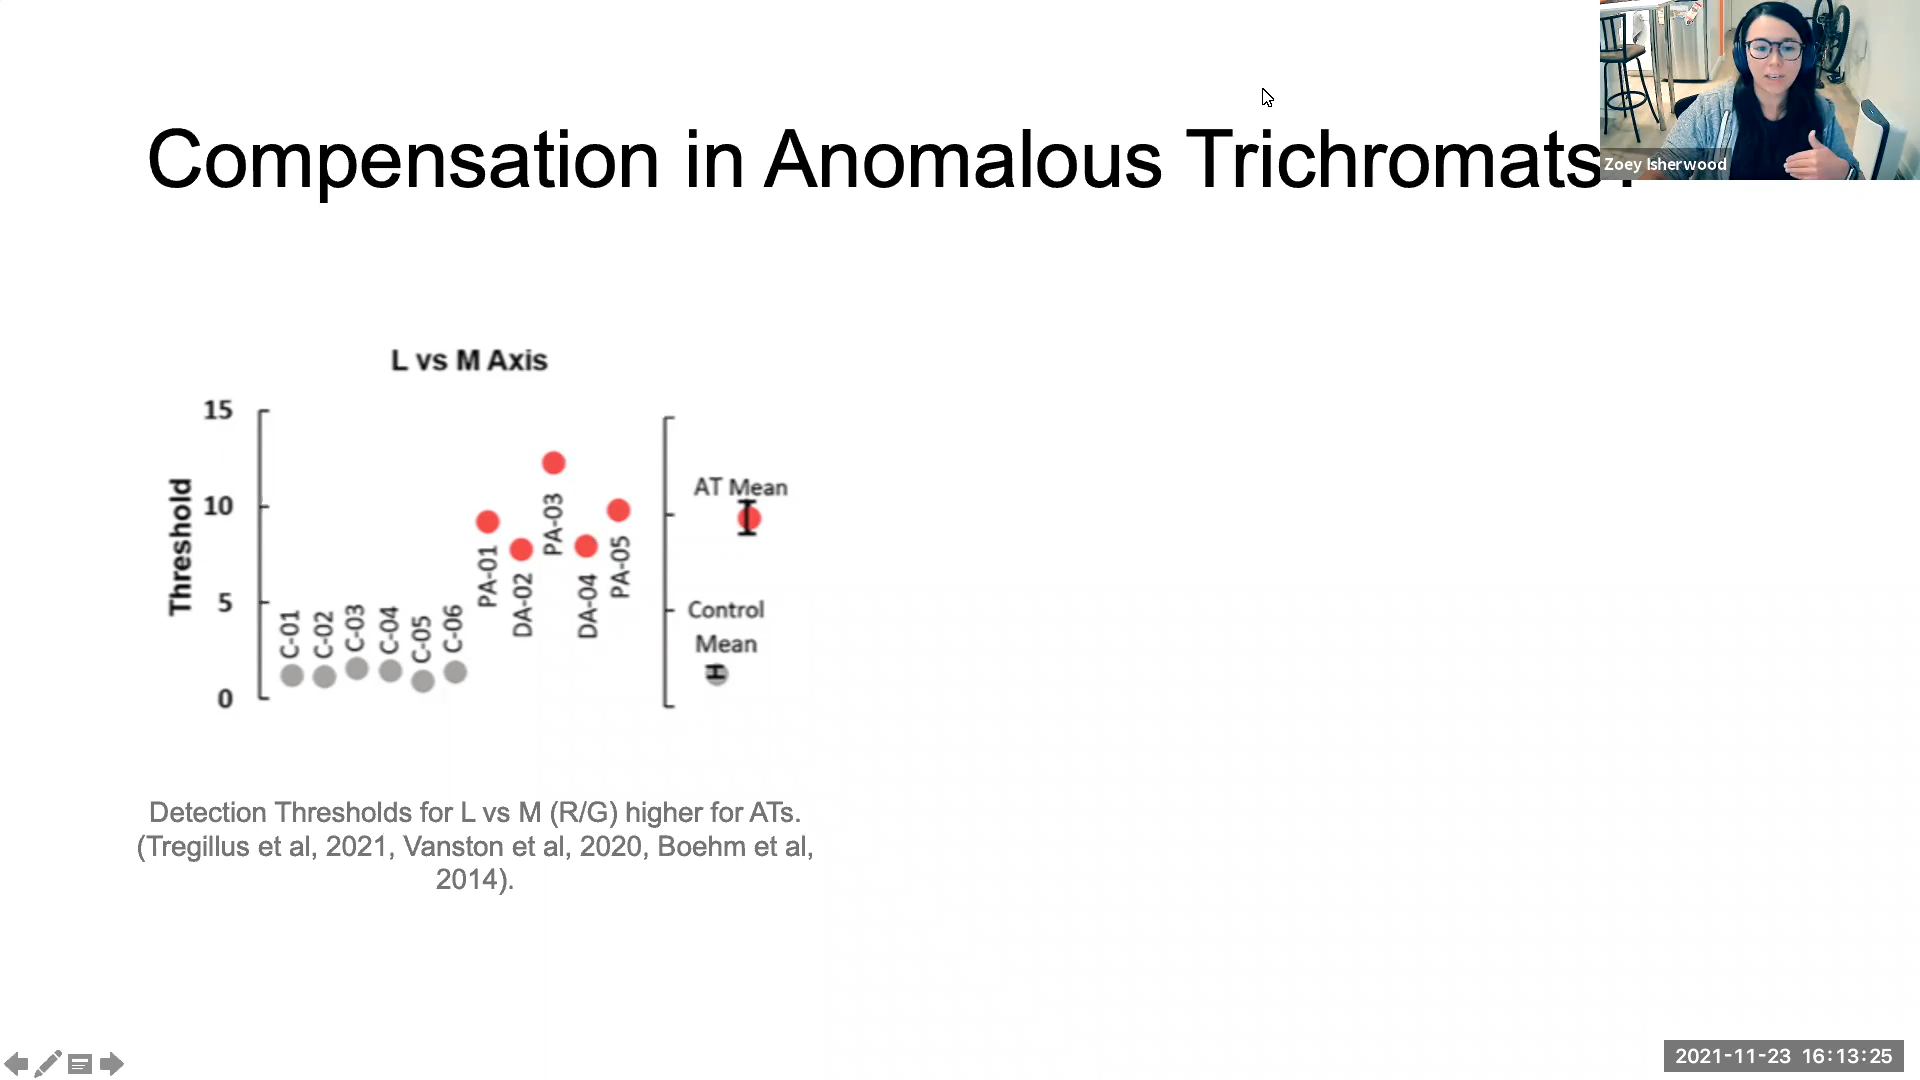 Compensation in Anomalous Trichromats?
Zoey Isherwood
L vs M Axis
15
10
5
0
Threshold
C-01
C-02
C-03
C-04
C-05
C-06
PA-01
DA-02
PA-03
DA-04
PA-05
AT Mean
Control
Mean
Detection Thresholds for L vs M (R/G) higher for ATs.
(Tregillus et al, 2021, Vanston et al, 2020, Boehm et al,
2014).
2021-11-23 16:13:25